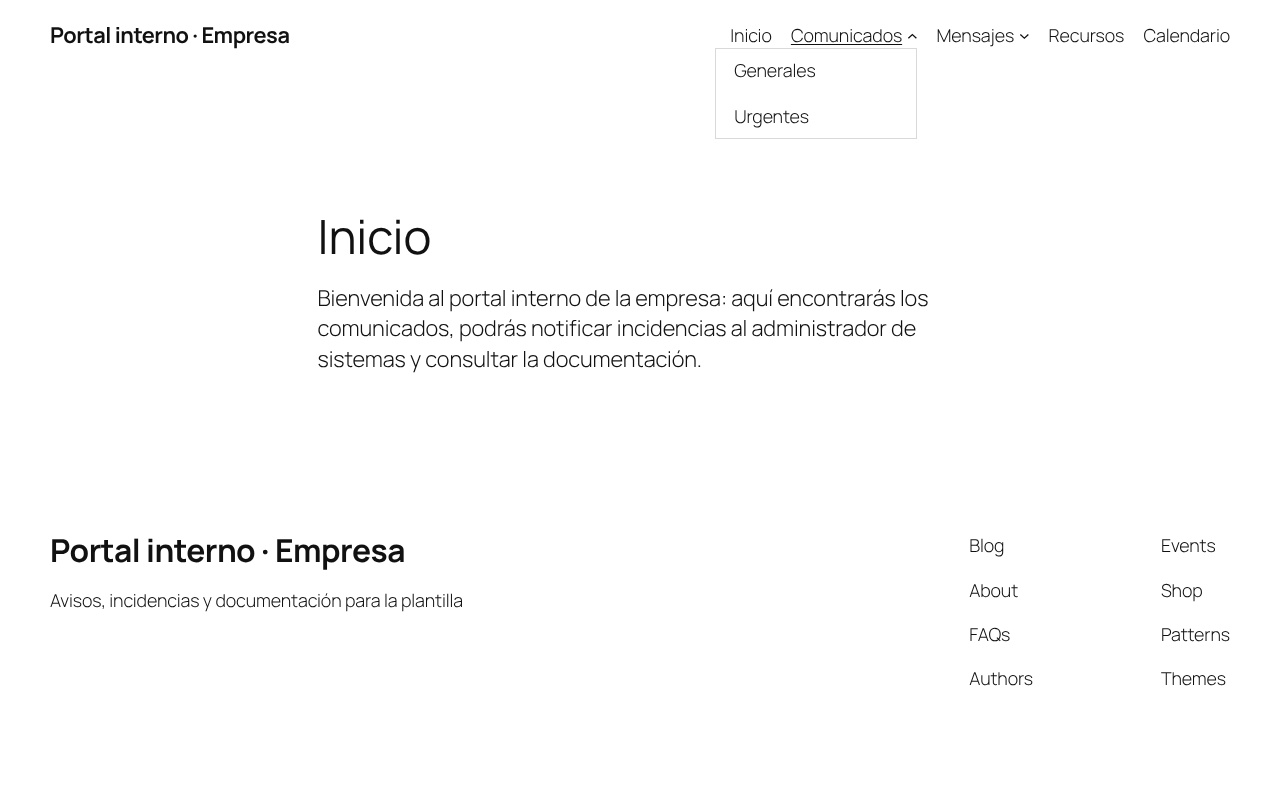 Portal interno · Empresa
Inicio
Comunicados
Mensajes
Recursos
Calendario
Generales
Urgentes
Inicio
Bienvenida al portal interno de la empresa: aquí encontrarás los
comunicados, podrás notificar incidencias al administrador de
sistemas y consultar la documentación.
Portal interno · Empresa
Avisos, incidencias y documentación para la plantilla
Blog
About
FAQs
Authors
Events
Shop
Patterns
Themes